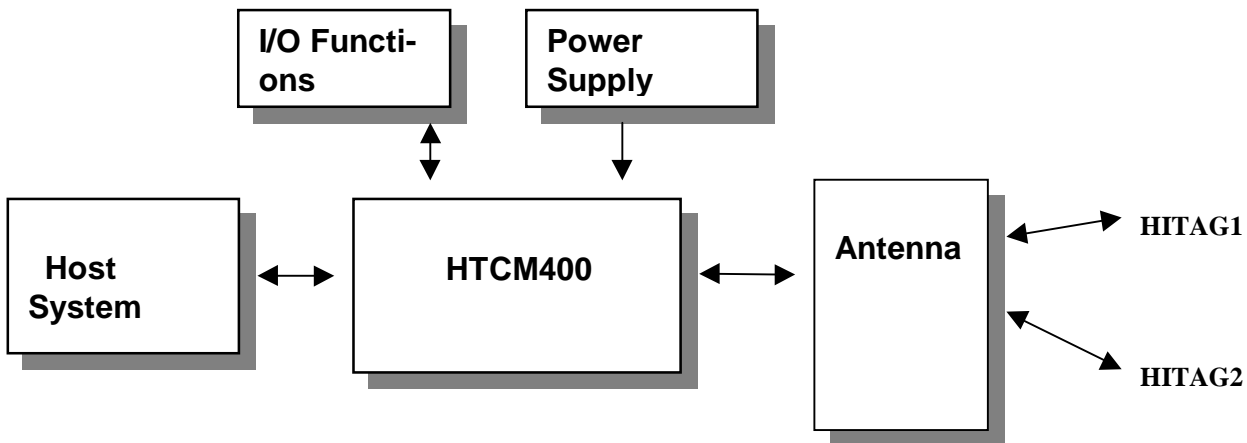 I/O Functi-
ons
Power
Supply
Host
System
HTCM400
Antenna
HITAG1
HITAG2